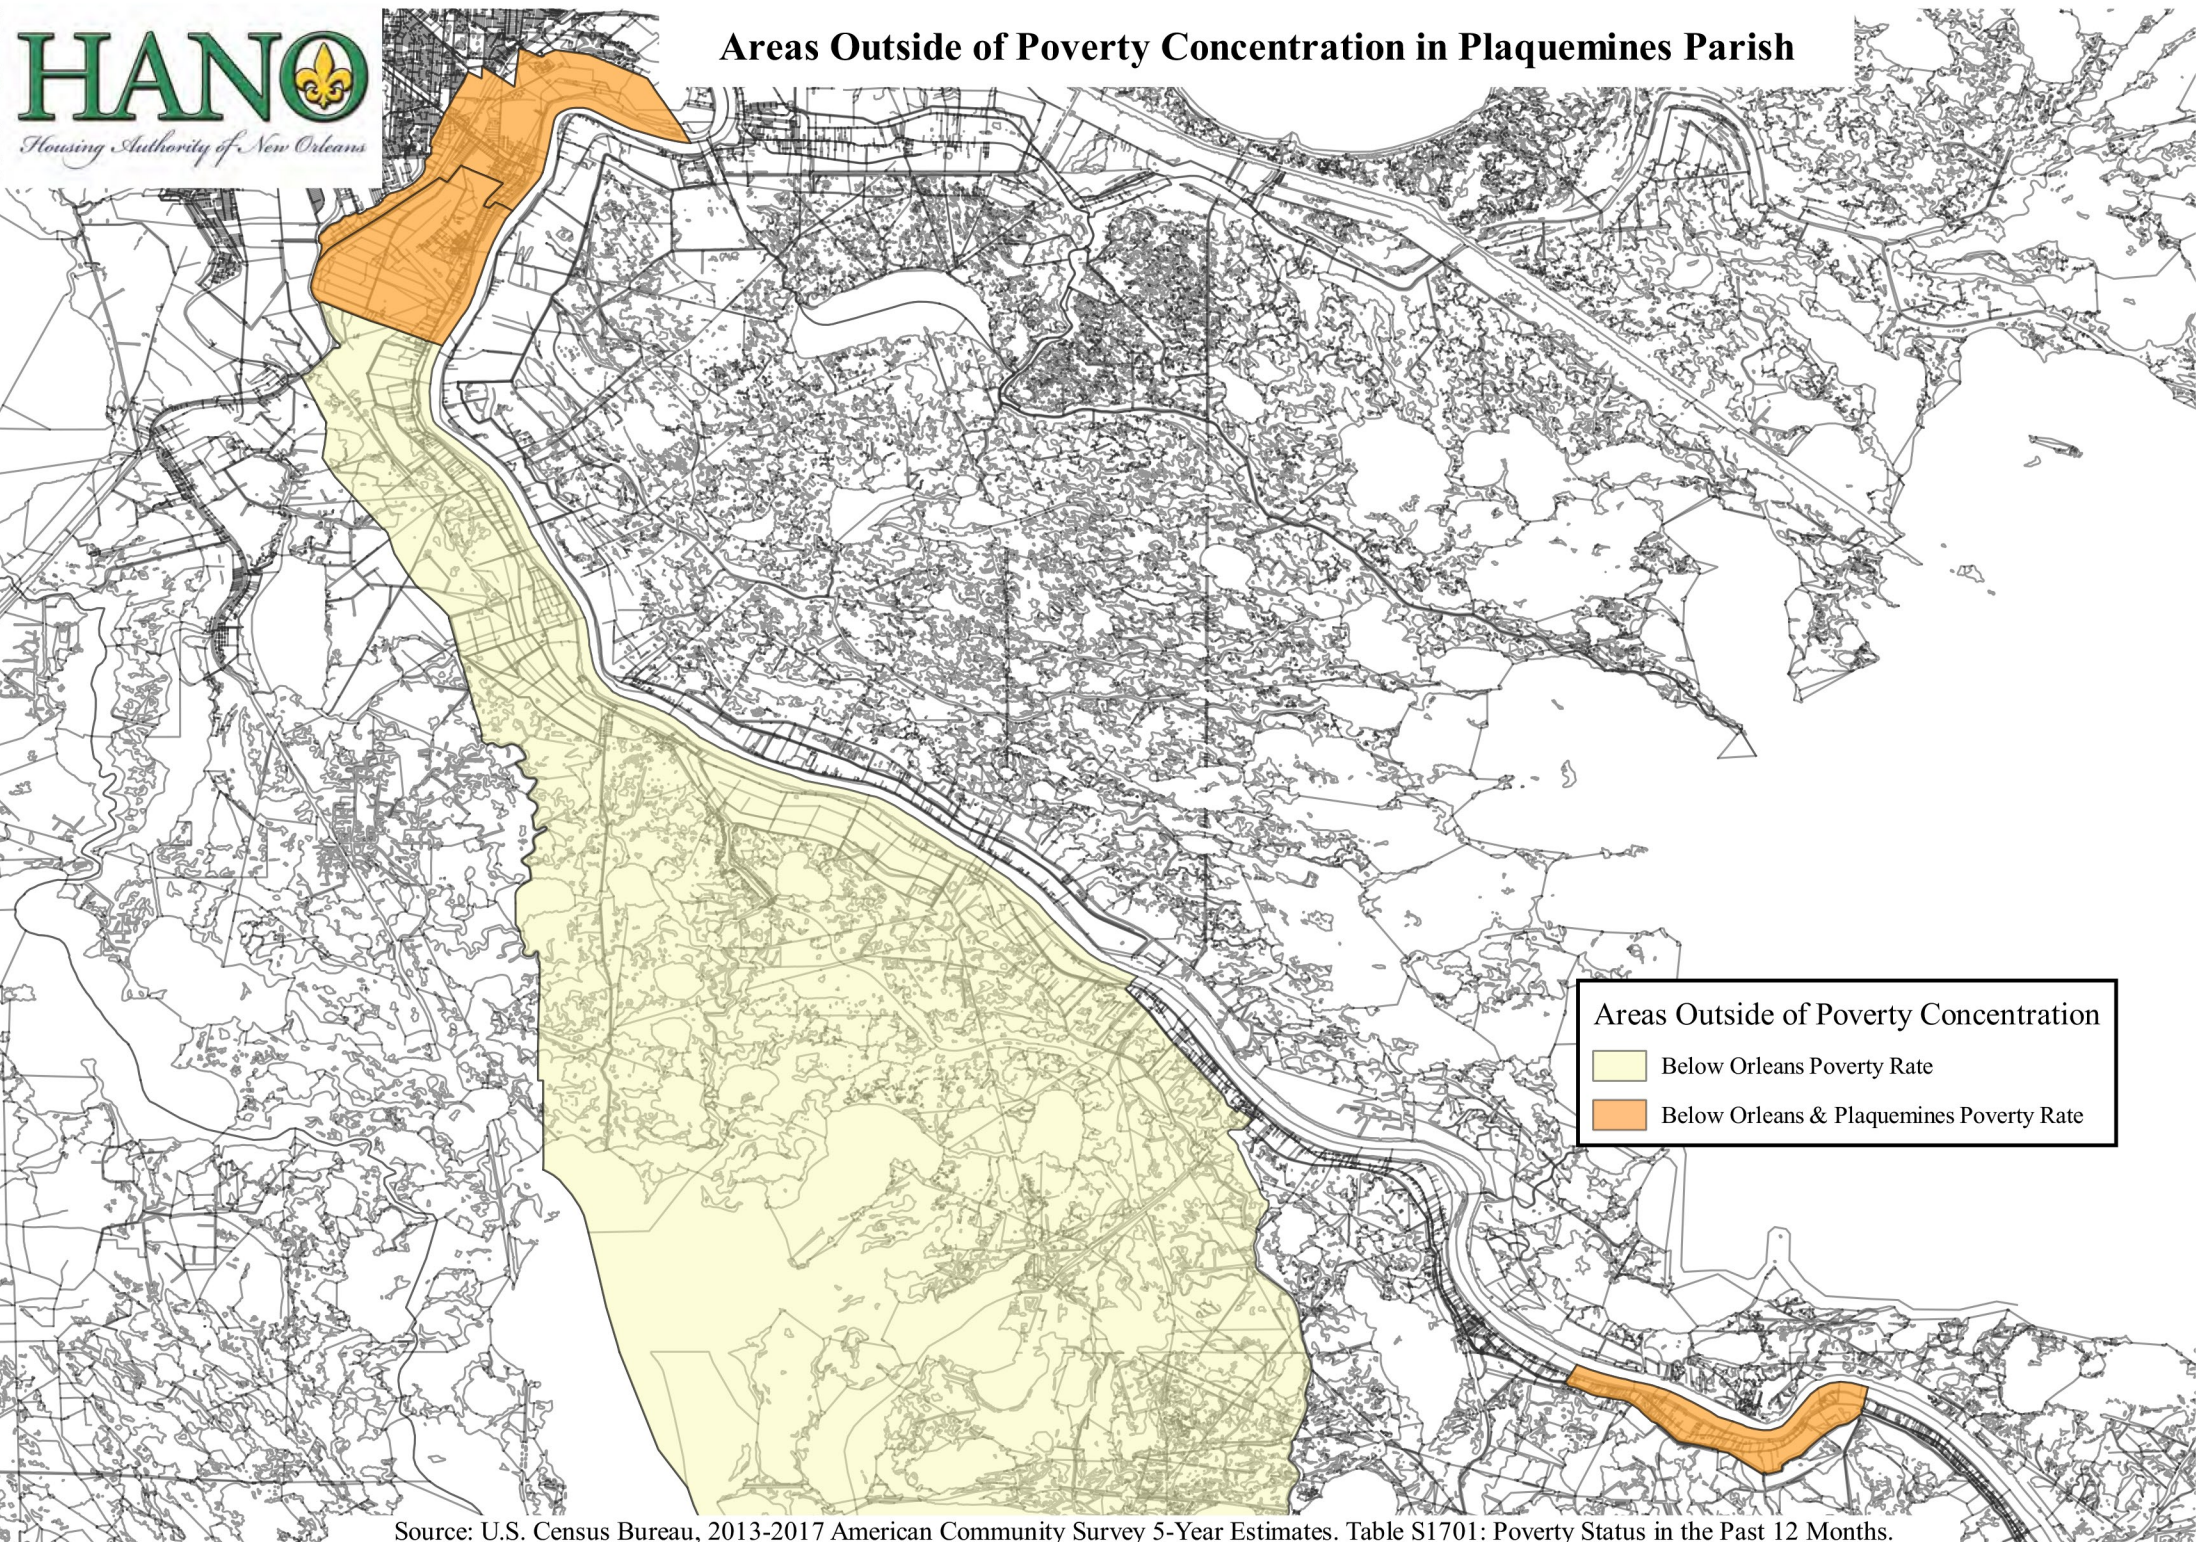 HANO
Housing Authority of New Orleans
Areas Outside of Poverty Concentration in Plaquemines Parish
Areas Outside of Poverty Concentration
Below Orleans Poverty Rate
Below Orleans & Plaquemines Poverty Rate
Source: U.S. Census Bureau, 2013-2017 American Community Survey 5-Year Estimates. Table S1701: Poverty Status in the Past 12 Months.